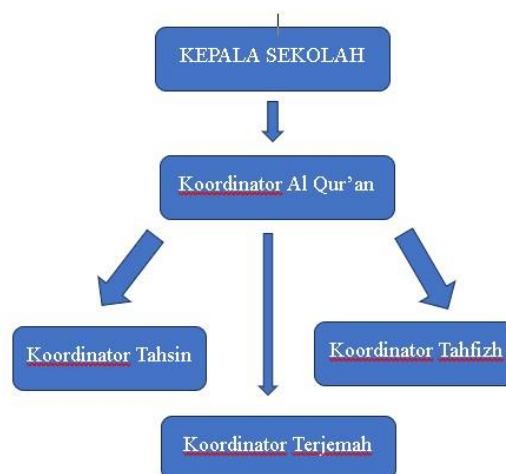 KEPALA SEKOLAH
Koordinator Al Qur’an
Koordinator Tahsin
Koordinator Tahfizh
Koordinator Terjemah